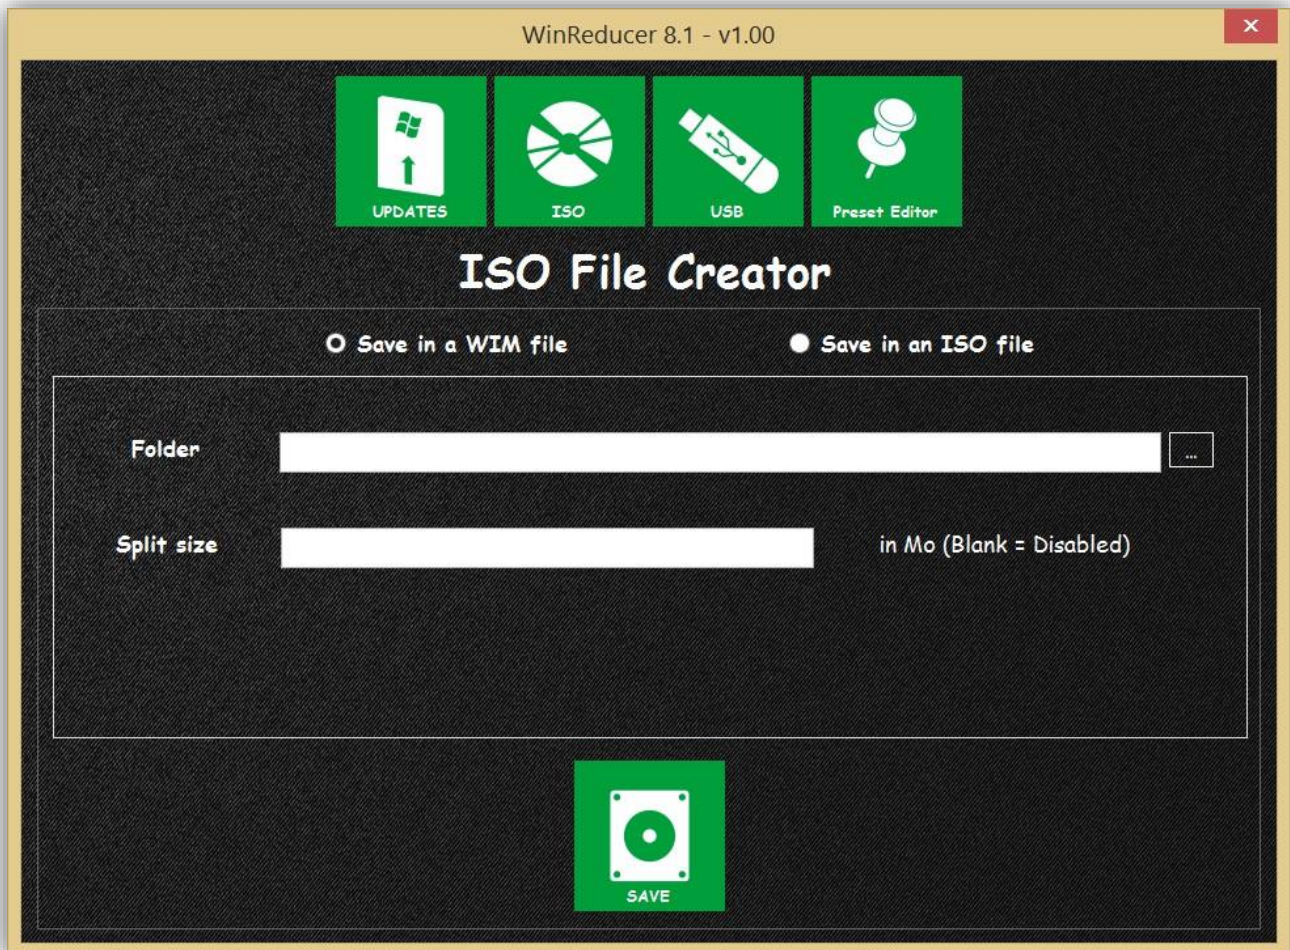 WinReducer 8.1 - v1.00
UPDATES
ISO
USB
Preset Editor
ISO File Creator
Save in a WIM file
Save in an ISO file
Folder
...
Split size
in Mo (Blank = Disabled)
SAVE